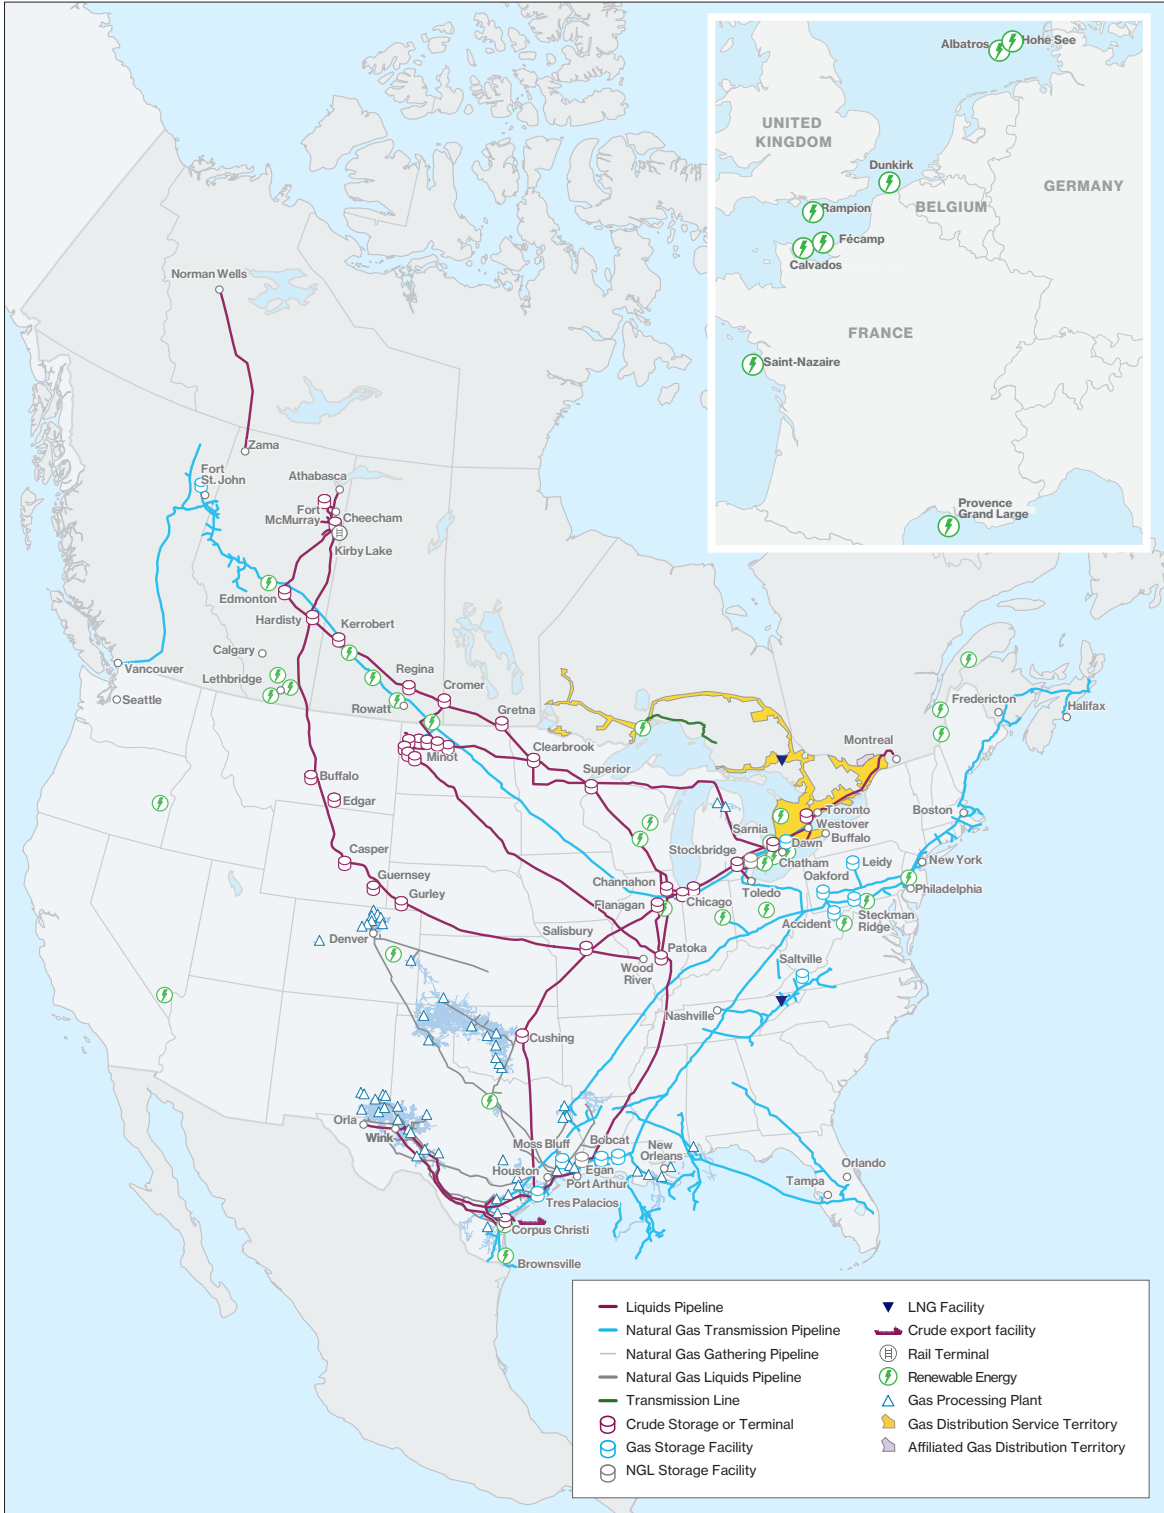 Albatros
Hohe See
UNITED
KINGDOM
Dunkirk
GERMANY
BELGIUM
Rampion
Fécamp
Calvados
FRANCE
Saint-Nazaire
Provence
Grand Large
Norman Wells
Zama
Fort
St. John
Athabasca
Fort
McMurray
Cheecham
Kirby Lake
Edmonton
Hardisty
Kerrobert
Calgary
Vancouver
Lethbridge
Regina
Cromer
Seattle
Rowatt
Gretna
Fredericton
Halifax
Minot
Clearbrook
Montreal
Superior
Buffalo
Edgar
Toronto
Boston
Sarnia
Westover
Buffalo
Dawn
Stockbridge
Chatham
Casper
Leidy
New York
Guernsey
Oakford
Channahon
Toledo
Philadelphia
Gurley
Flanagan
Chicago
Accident
Steckman
Ridge
Denver
Salisbury
Patoka
Wood
River
Saltville
Nashville
Cushing
Orla
Wink
Moss Bluff
Bobcat
New
Orleans
Houston
Egan
Port Arthur
Orlando
Tampa
Tres Palacios
Corpus Christi
Brownsville
Liquids Pipeline
Natural Gas Transmission Pipeline
Natural Gas Gathering Pipeline
Natural Gas Liquids Pipeline
Transmission Line
Crude Storage or Terminal
Gas Storage Facility
NGL Storage Facility
LNG Facility
Crude export facility
Rail Terminal
Renewable Energy
Gas Processing Plant
Gas Distribution Service Territory
Affiliated Gas Distribution Territory